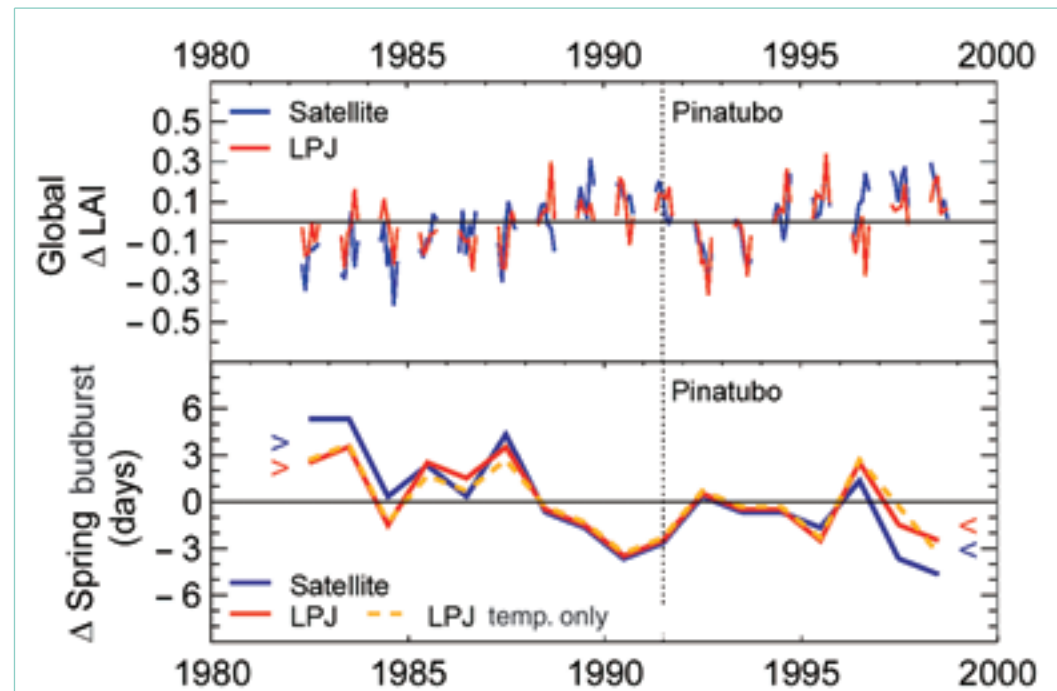 1980 1985 1990 1995 2000
Satellite
LPJ
Pinatubo
0.5
0.3
0.1
−0.1
−0.3
−0.5
Global
Δ LAI
Pinatubo
6
3
0
−3
−6
Δ Spring budburst
(days)
>
>
<
<
Satellite
LPJ LPJ temp. only
1980 1985 1990 1995 2000